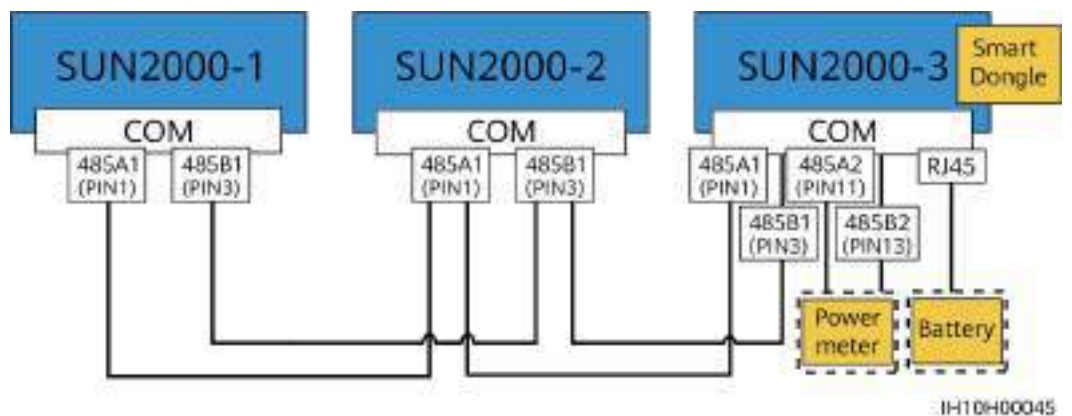 SUN2000-1
SUN2000-2
SUN2000-3
Smart
Dongle
COM
COM
COM
485A1
(PIN1)
485B1
(PIN3)
485A1
(PIN1)
485B1
(PIN3)
485A1
(PIN1)
485A2
(PIN11)
RJ45
485B1
(PIN3)
485B2
(PIN13)
Power
meter
Battery
IH10H00045